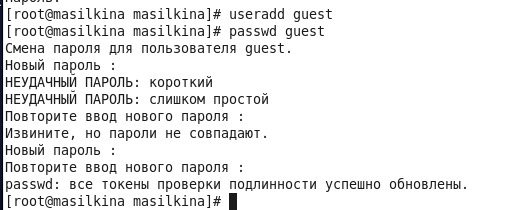 [root@masilkina masilkina]# useradd guest
[root@masilkina masilkina]# passwd guest
Смена пароля для пользователя guest.
Новый пароль :
НЕУДАЧНЫЙ ПАРОЛЬ: короткий
НЕУДАЧНЫЙ ПАРОЛЬ: слишком простой
Повторите ввод нового пароля :
Извините, но пароли не совпадают.
Новый пароль :
Повторите ввод нового пароля :
passwd: все токены проверки подлинности успешно обновлены.
[root@masilkina masilkina]#